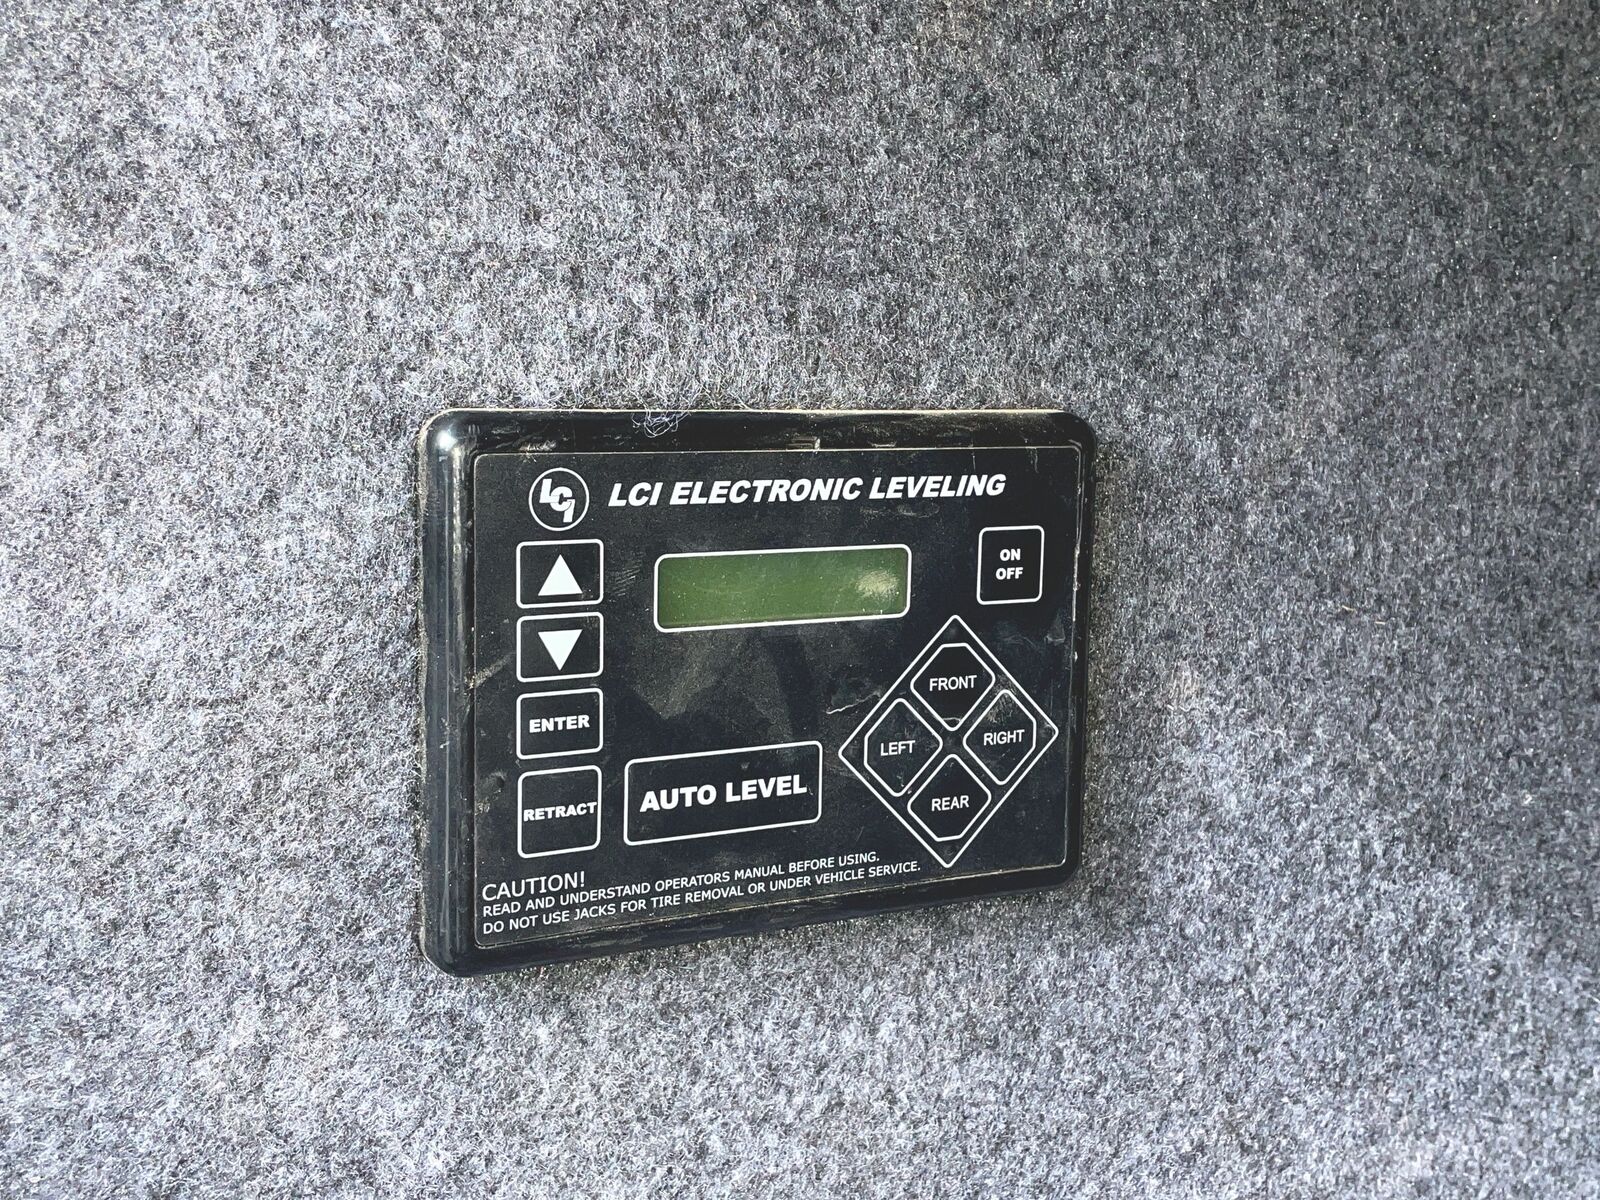 LCI
LCI ELECTRONIC LEVELING
ON
OFF
ENTER
RETRACT
AUTO LEVEL
FRONT
LEFT
RIGHT
REAR
CAUTION!
READ AND UNDERSTAND OPERATORS MANUAL BEFORE USING.
DO NOT USE JACKS FOR TIRE REMOVAL OR UNDER VEHICLE SERVICE.